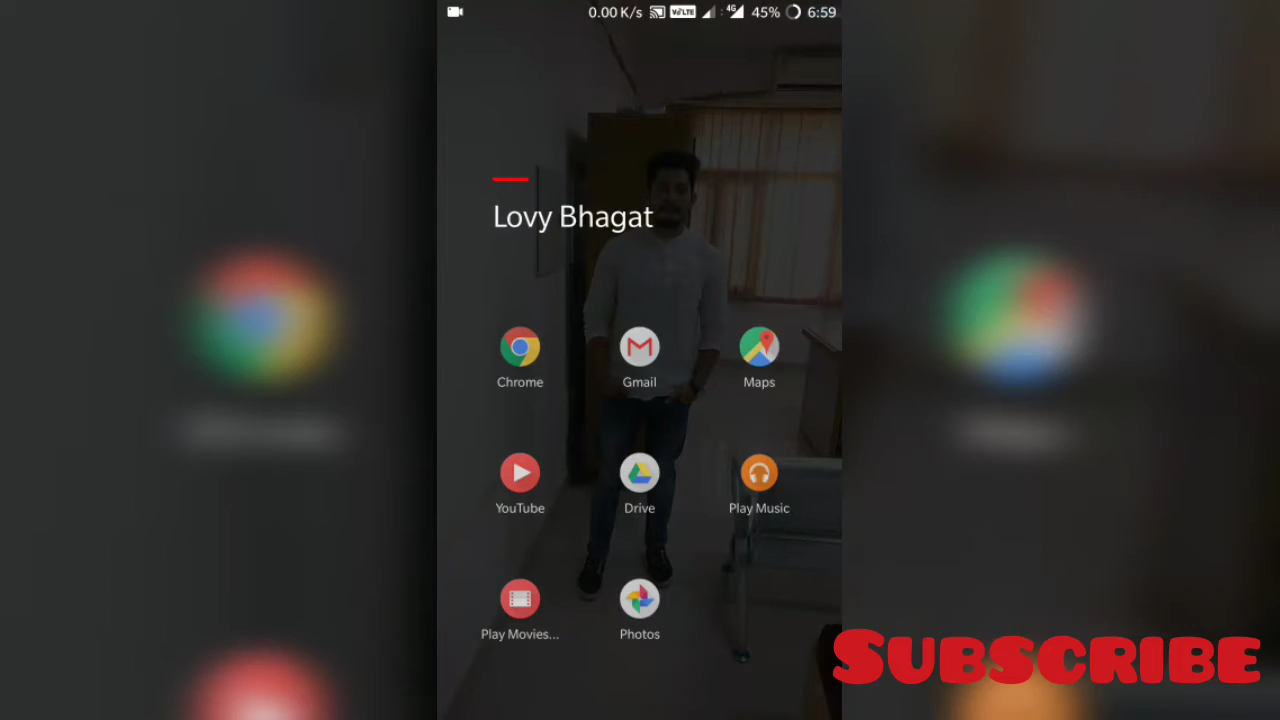 0.00 K/s VoLTE 4G 45% 6:59
Lovy Bhagat
Chrome Gmail Maps
YouTube Drive Play Music
Play Movies... Photos
SUBSCRIBE